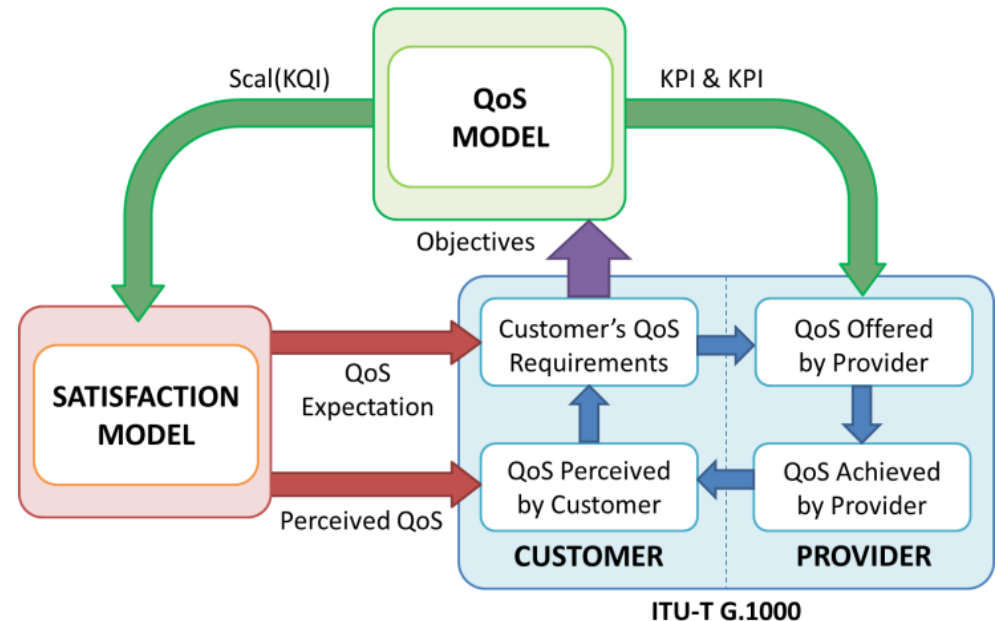 Scal(KQI)
KPI & KPI
QoS
MODEL
Objectives
Customer's QoS
Requirements
QoS Offered
by Provider
SATISFACTION
MODEL
QoS
Expectation
QoS Perceived
by Customer
QoS Achieved
by Provider
Perceived QoS
CUSTOMER
PROVIDER
ITU-T G.1000